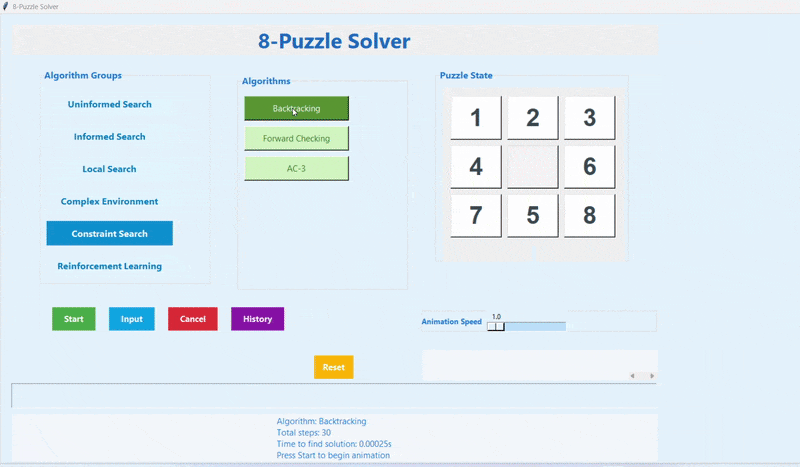 8-Puzzle Solver
8-Puzzle Solver
Algorithm Groups
Uninformed Search
Informed Search
Local Search
Complex Environment
Constraint Search
Reinforcement Learning
Algorithms
Backtracking
Forward Checking
AC-3
Puzzle State
1 2 3
4 6
7 5 8
Start Input Cancel History
Animation Speed 1.0
Reset
Algorithm: Backtracking
Total steps: 30
Time to find solution: 0.00025s
Press Start to begin animation